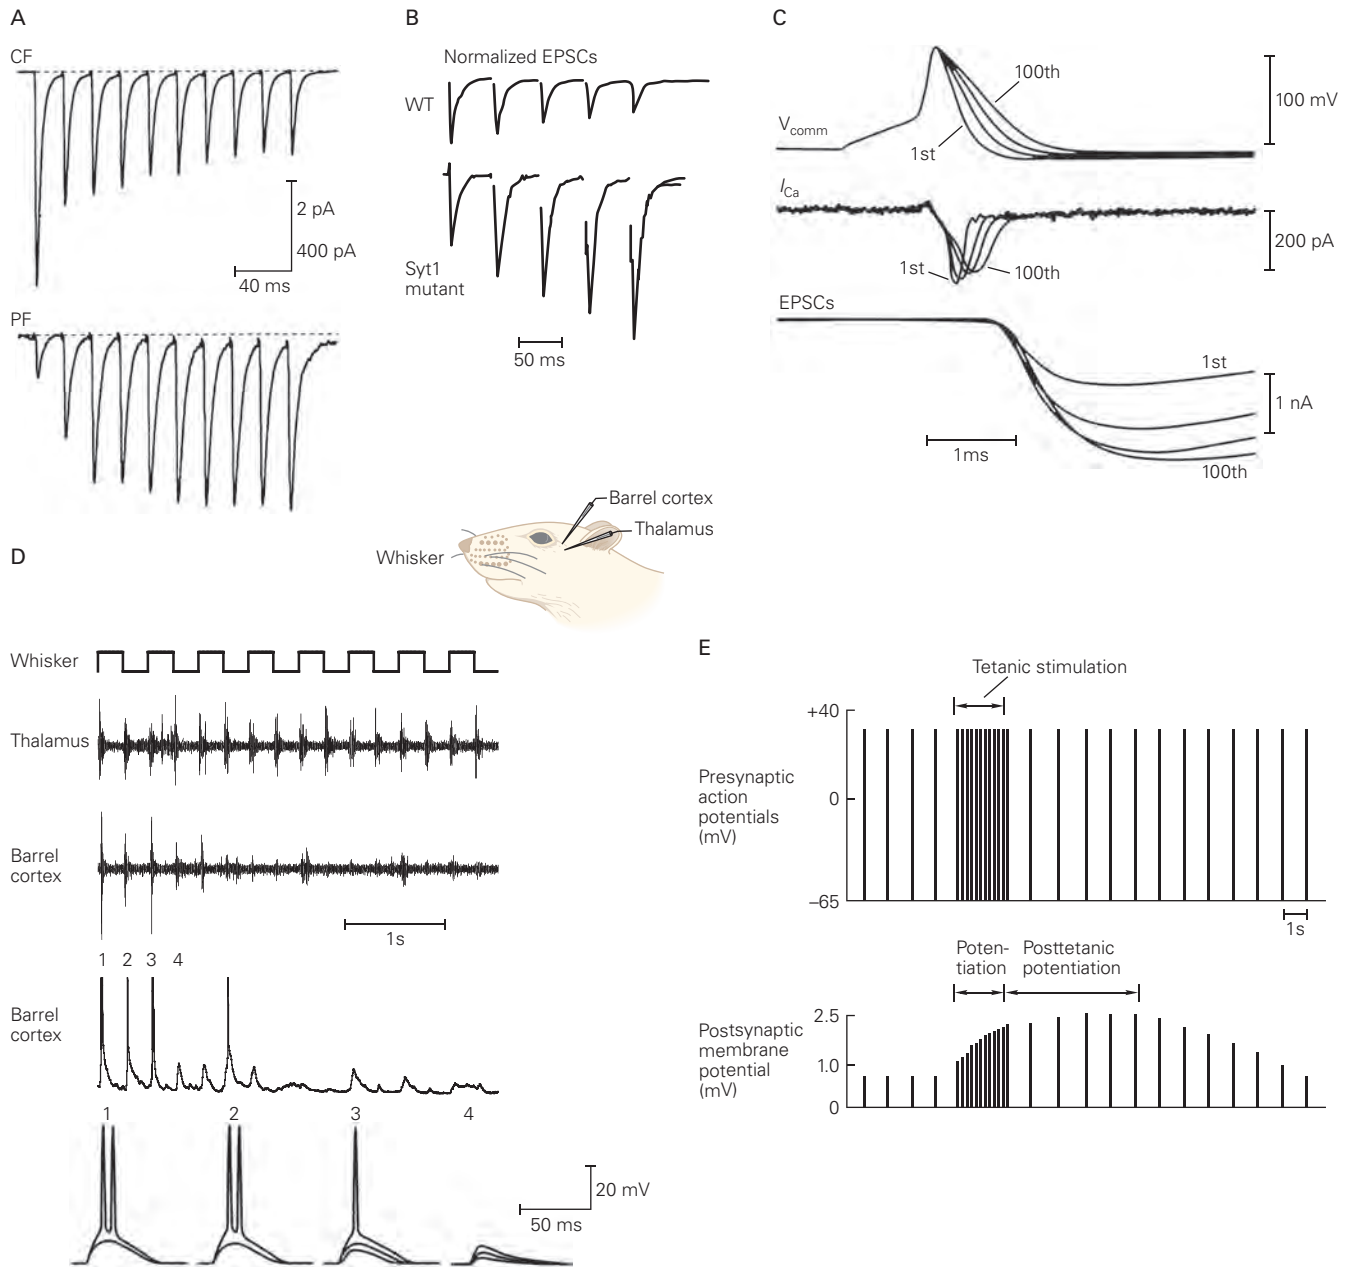 A
CF
2 pA
400 pA
40 ms
PF
B
Normalized EPSCs
WT
Syt1
mutant
50 ms
C
V_comm
100th
1st
100 mV
I_Ca
1st
100th
200 pA
EPSCs
1st
1 nA
100th
1ms
D
Barrel cortex
Thalamus
Whisker
Whisker
Thalamus
Barrel
cortex
1s
1 2 3 4
Barrel
cortex
1 2 3 4
20 mV
50 ms
E
Tetanic stimulation
+40
0
–65
Presynaptic
action
potentials
(mV)
1s
Poten-
tiation
Posttetanic
potentiation
Postsynaptic
membrane
potential
(mV)
2.5
1.0
0